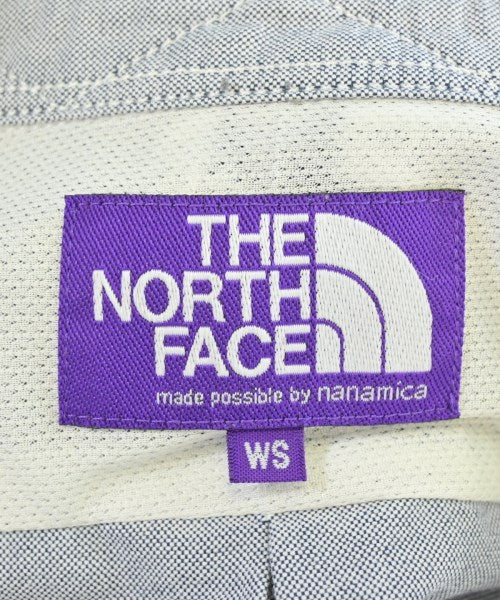 THE
NORTH
FACE
made possible by nanamica
WS